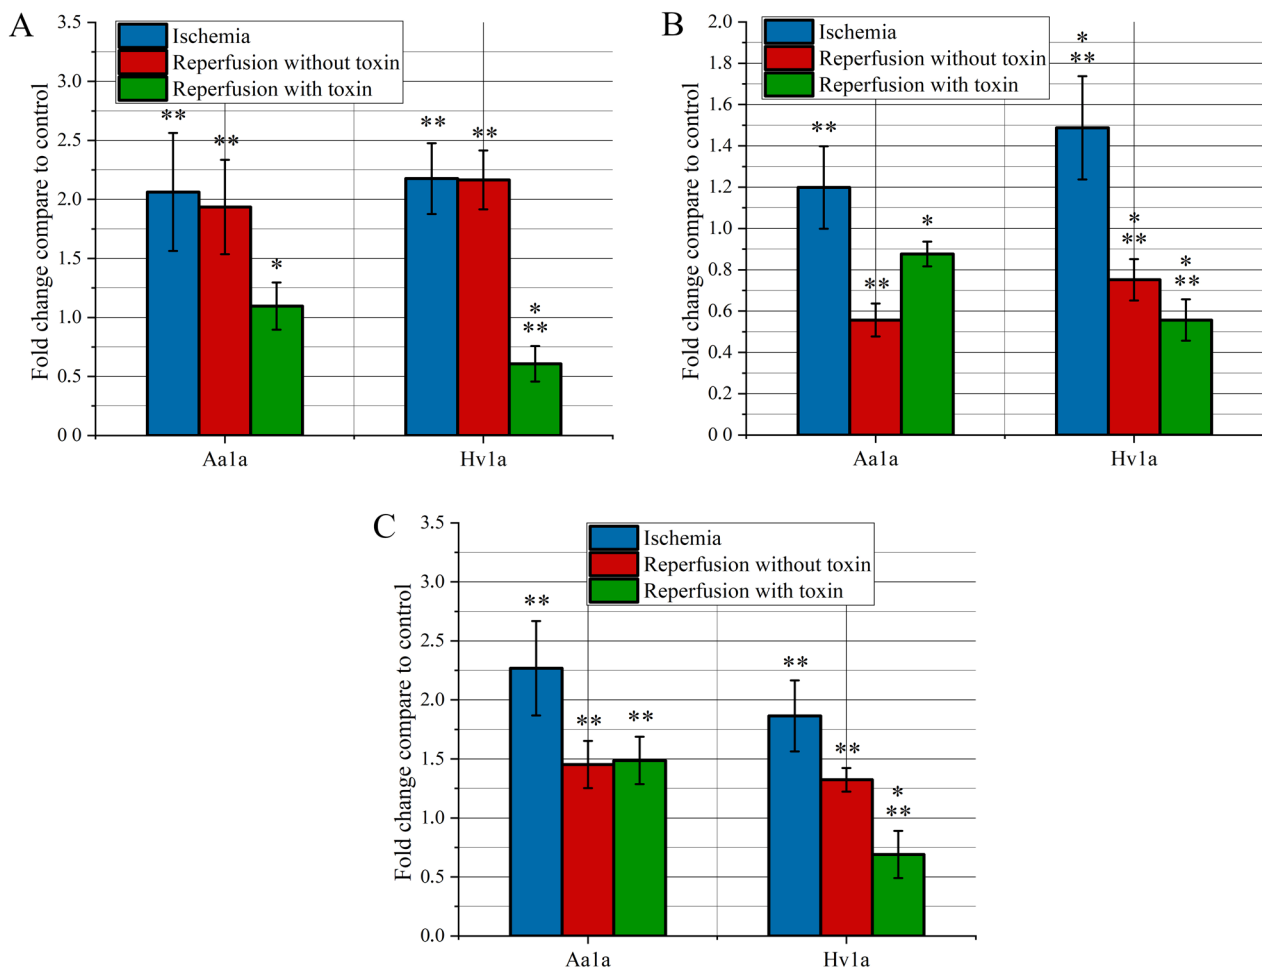 A
Fold change compare to control
3.5
3.0
2.5
2.0
1.5
1.0
0.5
0 0
Ischemia
Reperfusion without toxin
Reperfusion with toxin
**
**
*
**
**
*
**
Aa1a
Hv1a
B
Fold change compare to control
2.0
1.8
1.6
1.4
1.2
1.0
0.8
0.6
0.4
0.2
0 0
Ischemia
Reperfusion without toxin
Reperfusion with toxin
**
**
*
*
**
*
**
*
**
Aa1a
Hv1a
C
Fold change compare to control
3.5
3.0
2.5
2.0
1.5
1.0
0.5
0.0
Ischemia
Reperfusion without toxin
Reperfusion with toxin
**
**
**
**
**
*
**
Aa1a
Hv1a